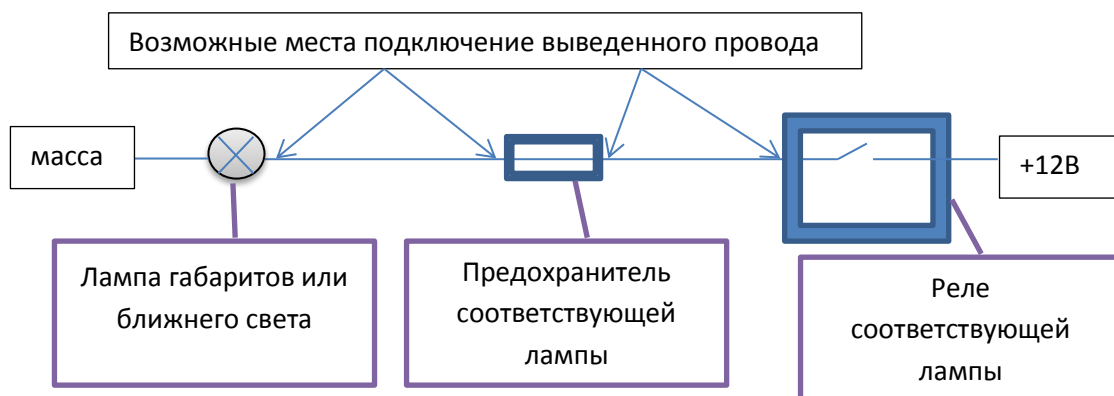 Возможные места подключение выведенного провода
масса
+12В
Лампа габаритов или
ближнего света
Предохранитель
соответствующей
лампы
Реле
соответствующей
лампы